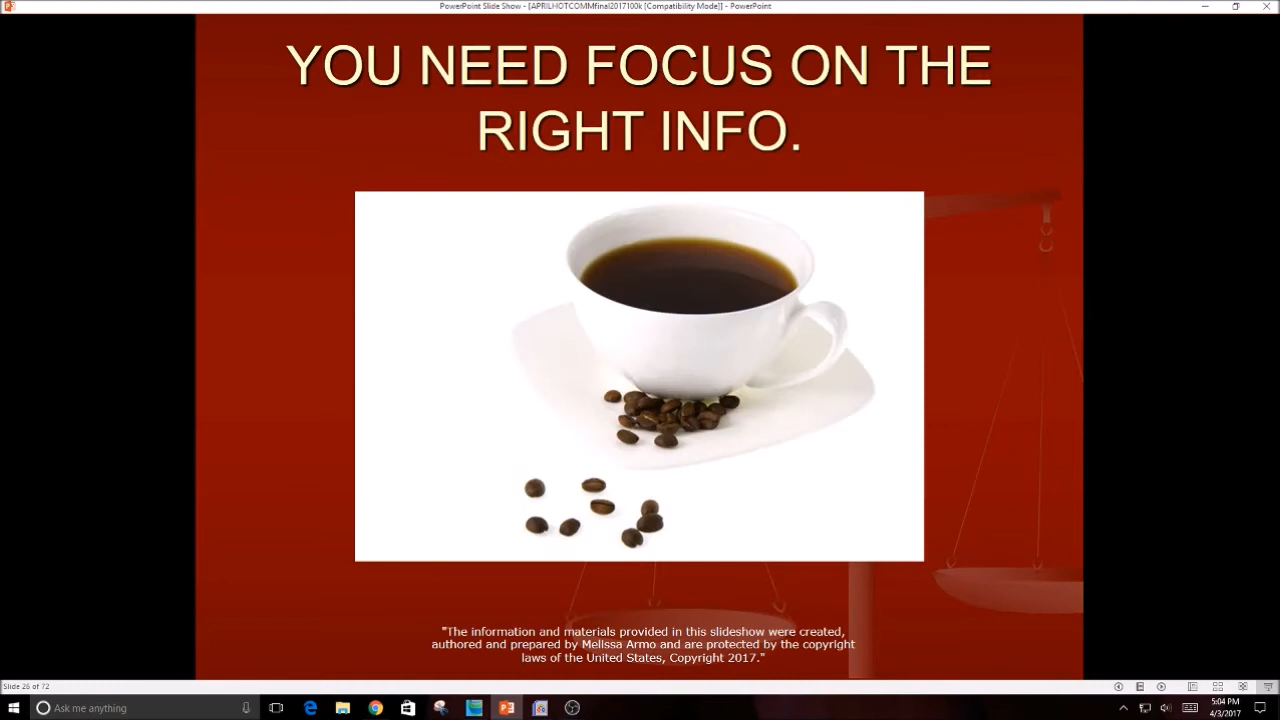 PowerPoint Slide Show - [APRILHOTCOMMfinal2017100k [Compatibility Mode]] - PowerPoint
YOU NEED FOCUS ON THE
RIGHT INFO.
"The information and materials provided in this slideshow were created,
authored and prepared by Melissa Armo and are protected by the copyright
laws of the United States, Copyright 2017."
Slide 26 of 72
Ask me anything
5:04 PM
4/3/2017